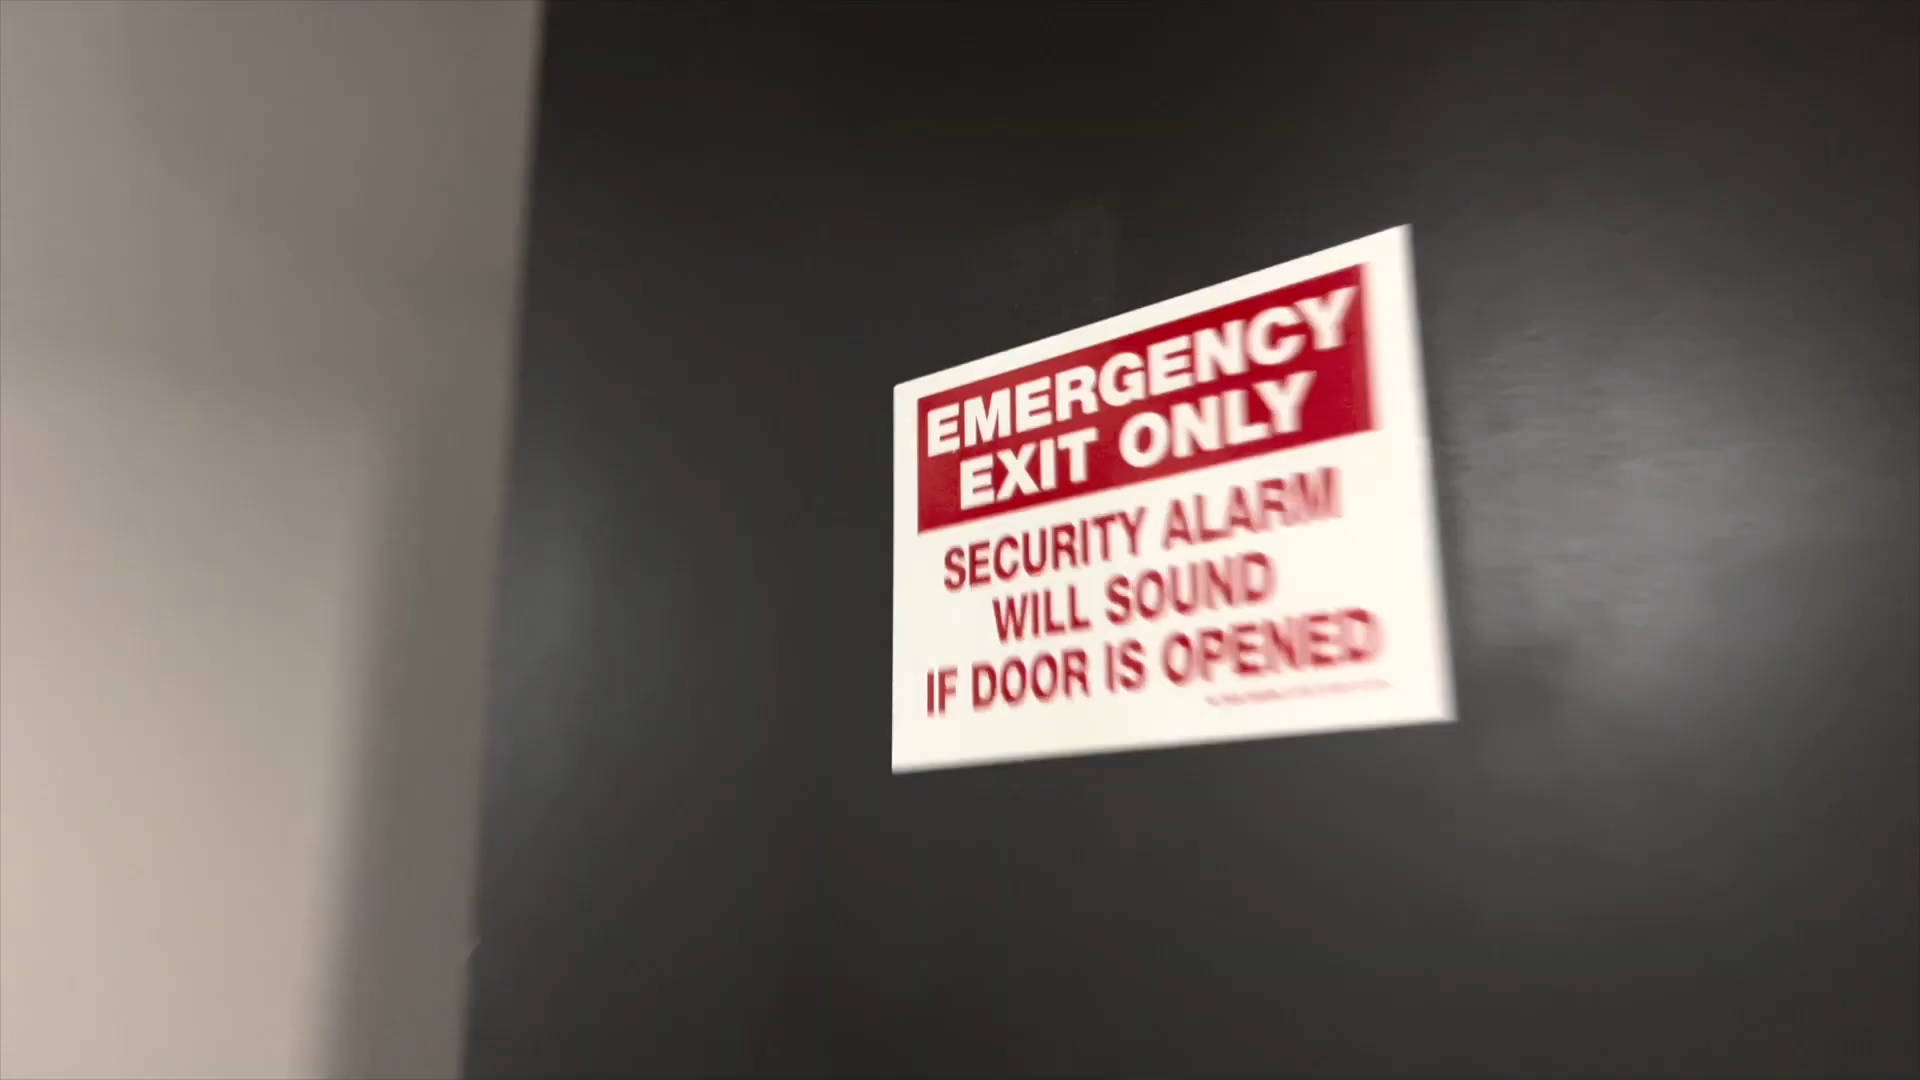 EMERGENCY
EXIT ONLY
SECURITY ALARM
WILL SOUND
IF DOOR IS OPENED